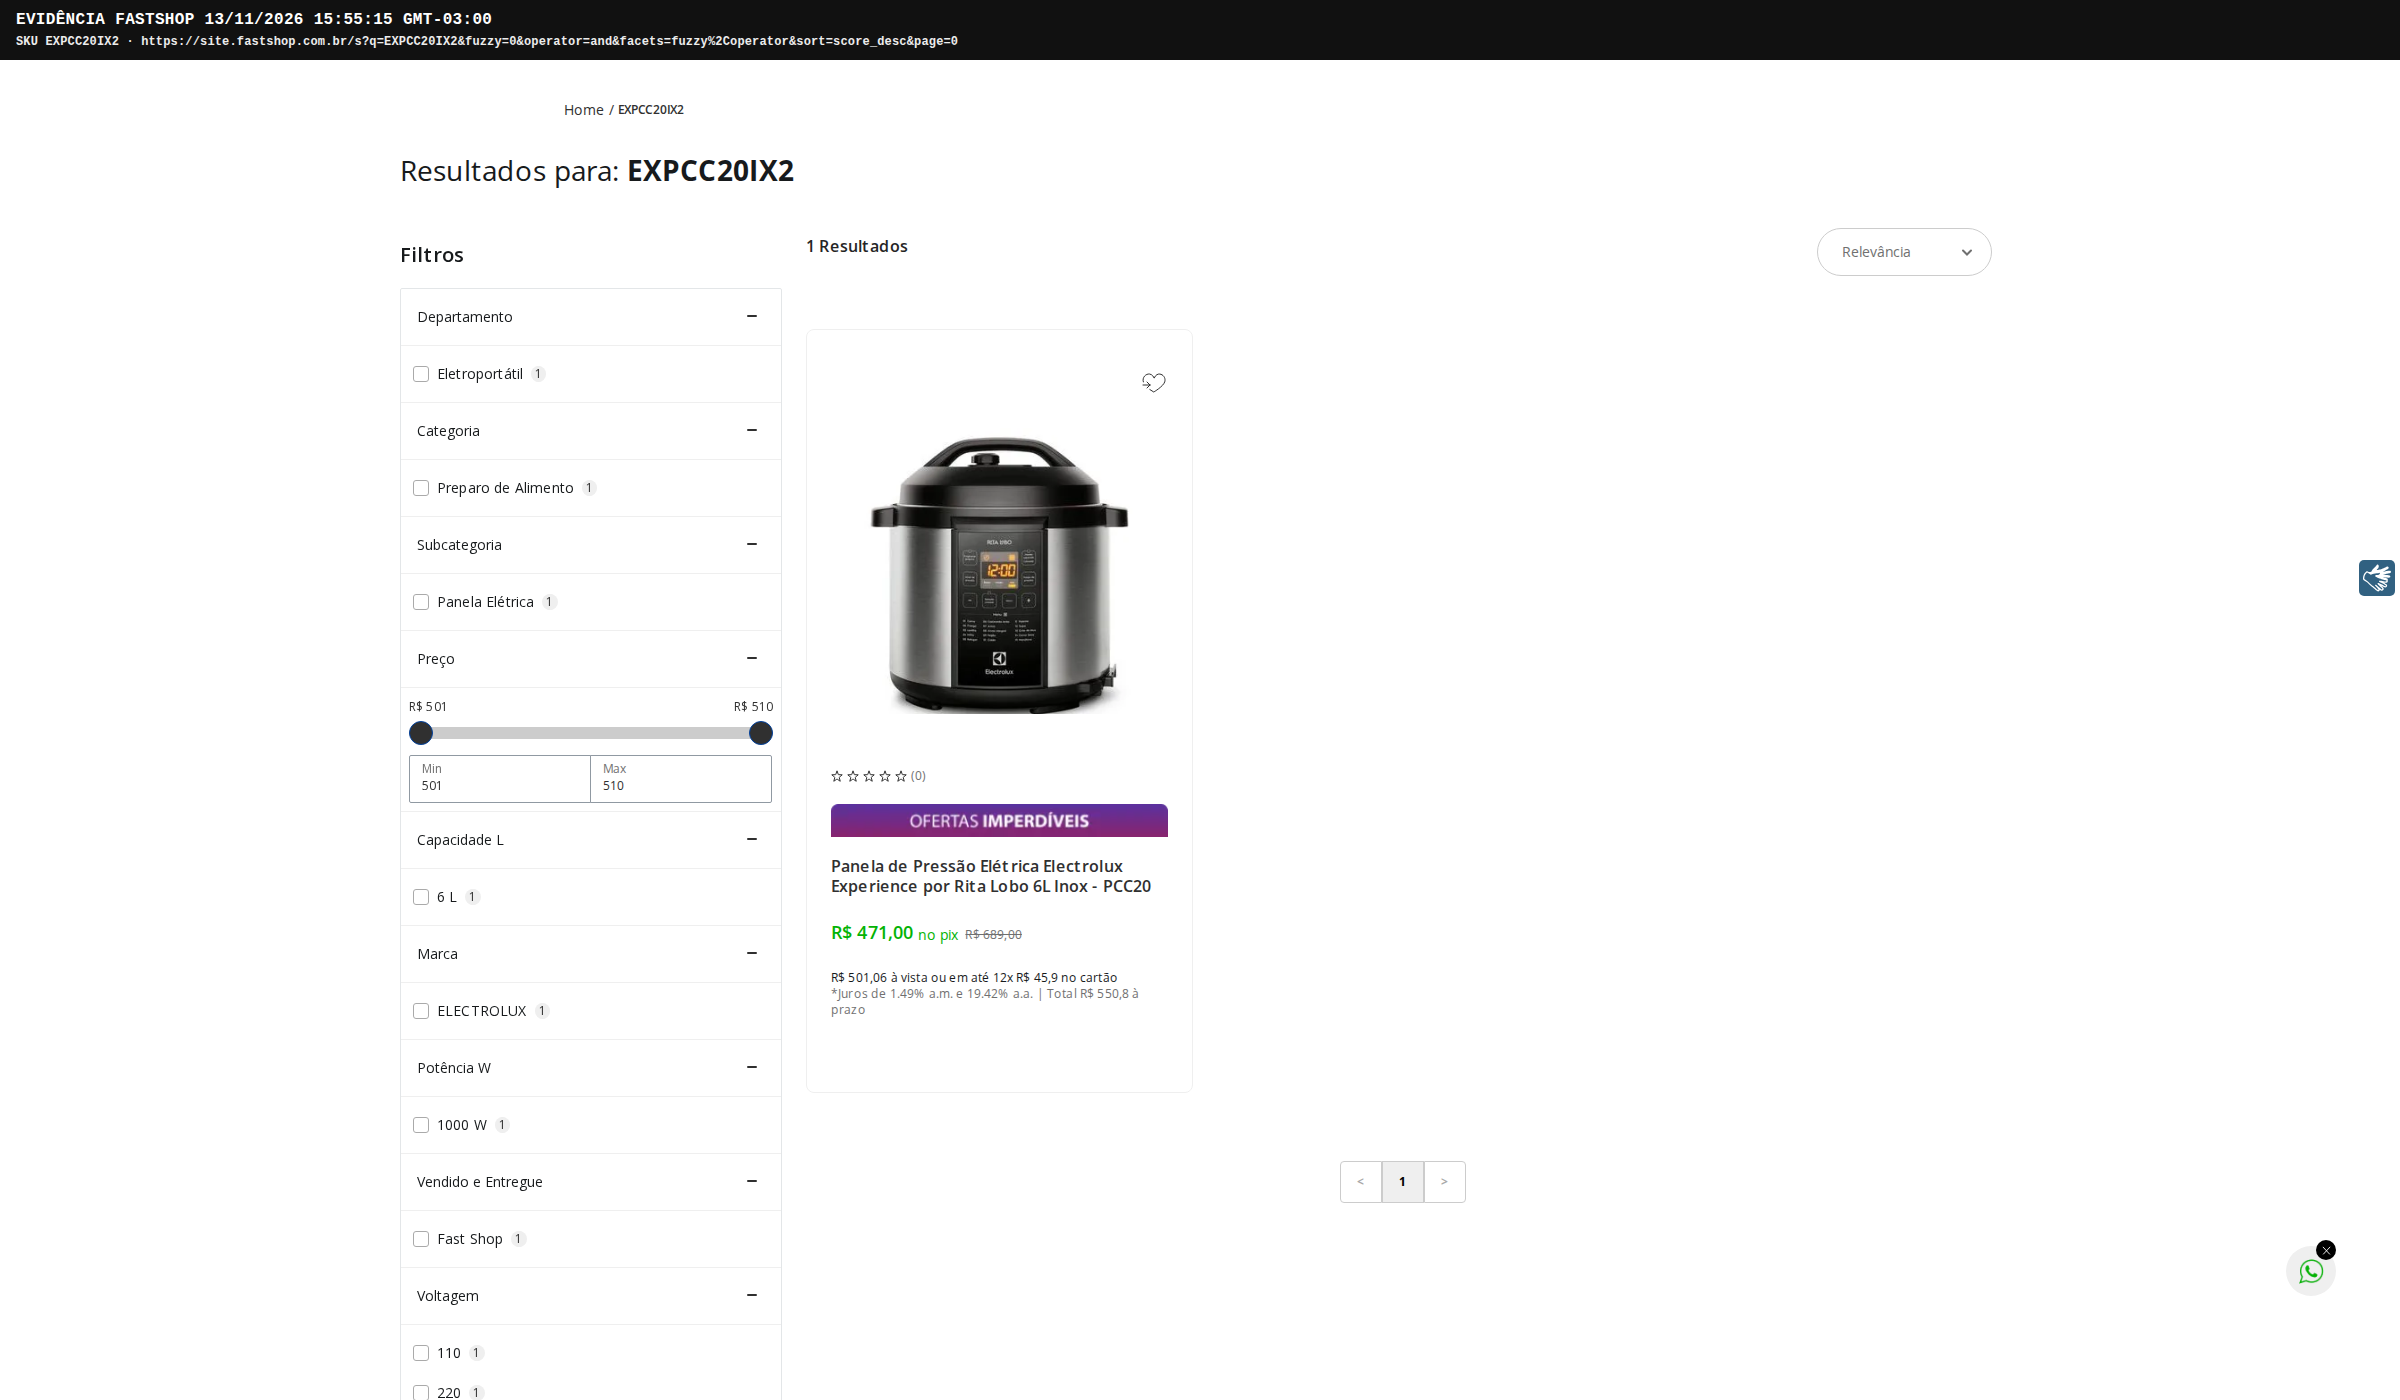 EVIDÊNCIA FASTSHOP 13/11/2026 15:55:15 GMT-03:00
SKU EXPCC20IX2 · https://site.fastshop.com.br/s?q=EXPCC20IX2&fuzzy=0&operator=and&facets=fuzzy%2Coperator&sort=score_desc&page=0
Home / EXPCC20IX2
Resultados para: EXPCC20IX2
Filtros
1 Resultados
Relevância
Departamento
Eletroportátil 1
Categoria
Preparo de Alimento 1
Subcategoria
Panela Elétrica 1
Preço
R$ 501 R$ 510
Min
501
Max
510
Capacidade L
6 L 1
Marca
ELECTROLUX 1
Potência W
1000 W 1
Vendido e Entregue
Fast Shop 1
Voltagem
110 1
220 1
RITA LOBO
12:00
Electrolux
(0)
OFERTAS IMPERDÍVEIS
Panela de Pressão Elétrica Electrolux
Experience por Rita Lobo 6L Inox - PCC20
R$ 471,00 no pix R$ 689,00
R$ 501,06 à vista ou em até 12x R$ 45,9 no cartão
*Juros de 1.49% a.m. e 19.42% a.a. | Total R$ 550,8 à
prazo
< 1 >